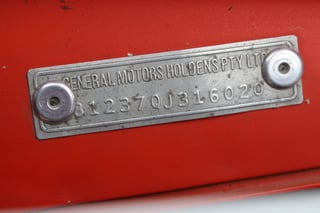 GENERAL MOTORS HOLDENS PTY LTD
81237QJ316020